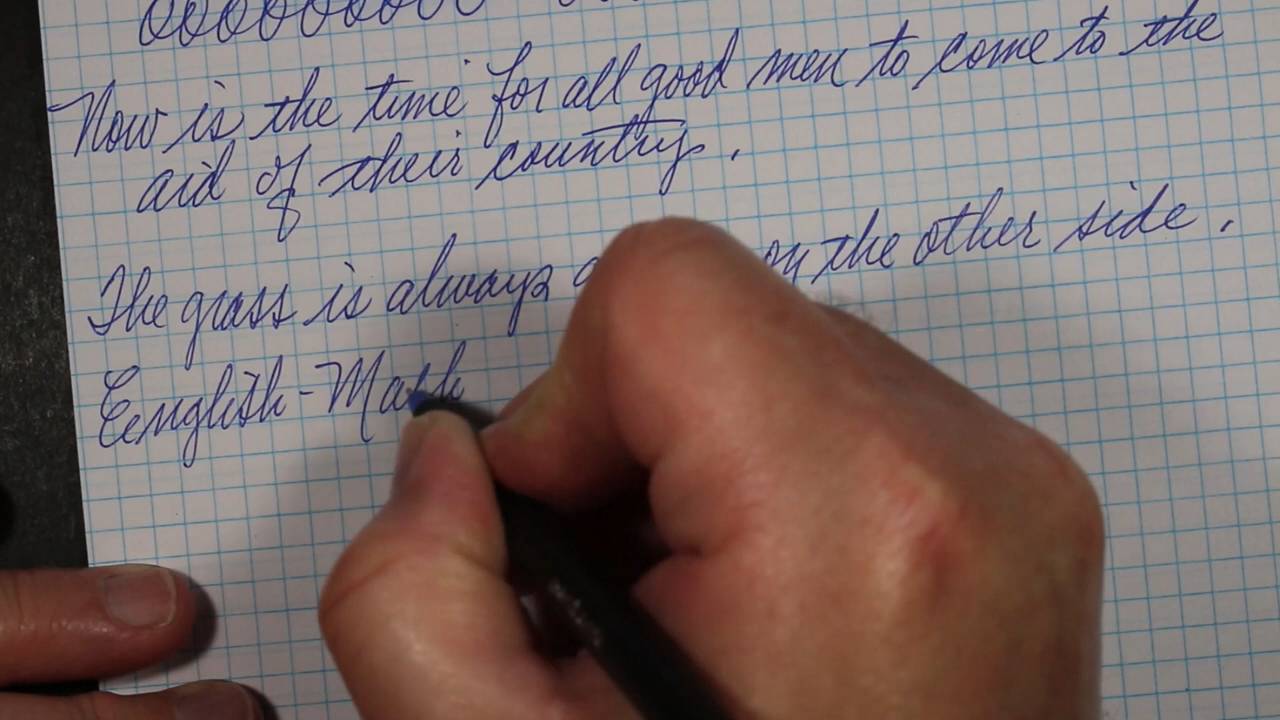 Now is the time for all good men to come to the
aid of their country.
The grass is always on the other side.
English-Math